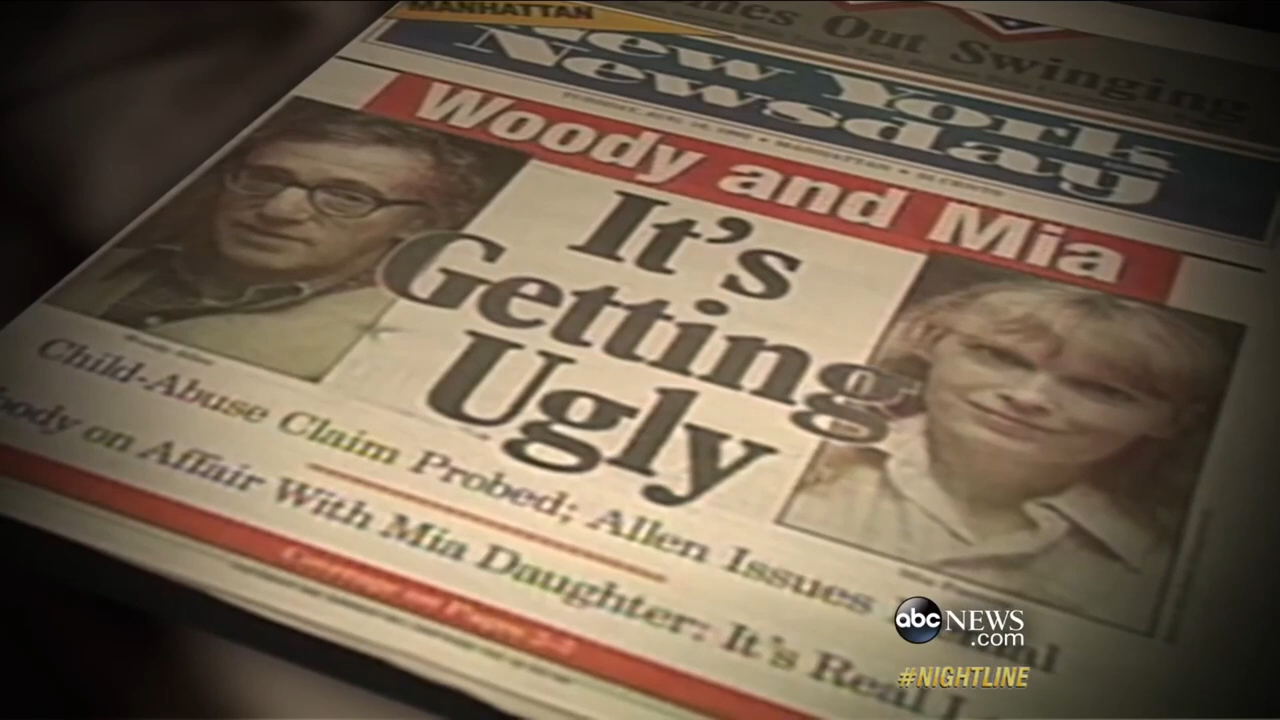 MANHATTAN
Out Swinging
New York
Newsday
Woody and Mia
It's
Getting
Ugly
Child-Abuse Claim Probed; Allen Issues
on Affair With Mia Daughter: It's Real
abc NEWS
.com
#NIGHTLINE